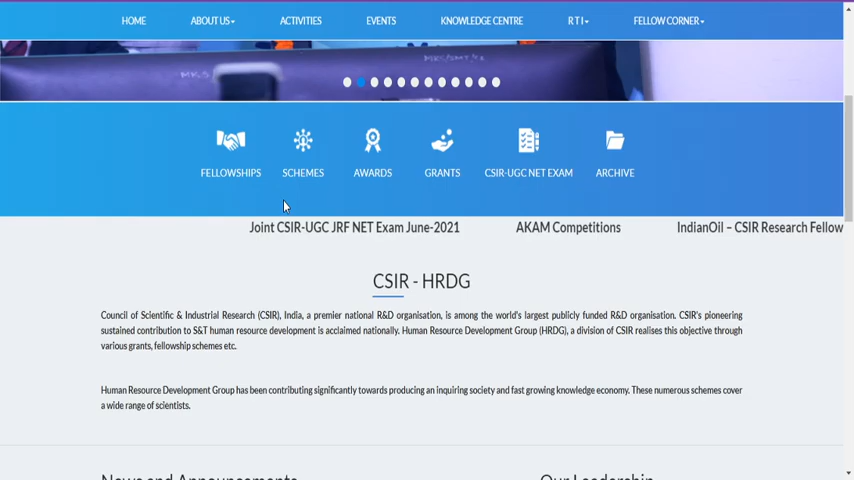 HOME ABOUT US ACTIVITIES EVENTS KNOWLEDGE CENTRE R T I FELLOW CORNER
FELLOWSHIPS SCHEMES AWARDS GRANTS CSIR-UGC NET EXAM ARCHIVE
Joint CSIR-UGC JRF NET Exam June-2021 AKAM Competitions IndianOil – CSIR Research Fellow
CSIR - HRDG
Council of Scientific & Industrial Research (CSIR), India, a premier national R&D organisation, is among the world's largest publicly funded R&D organisation. CSIR's pioneering
sustained contribution to S&T human resource development is acclaimed nationally. Human Resource Development Group (HRDG), a division of CSIR realises this objective through
various grants, fellowship schemes etc.
Human Resource Development Group has been contributing significantly towards producing an inquiring society and fast growing knowledge economy. These numerous schemes cover
a wide range of scientists.
News and Announcements Our Leadership